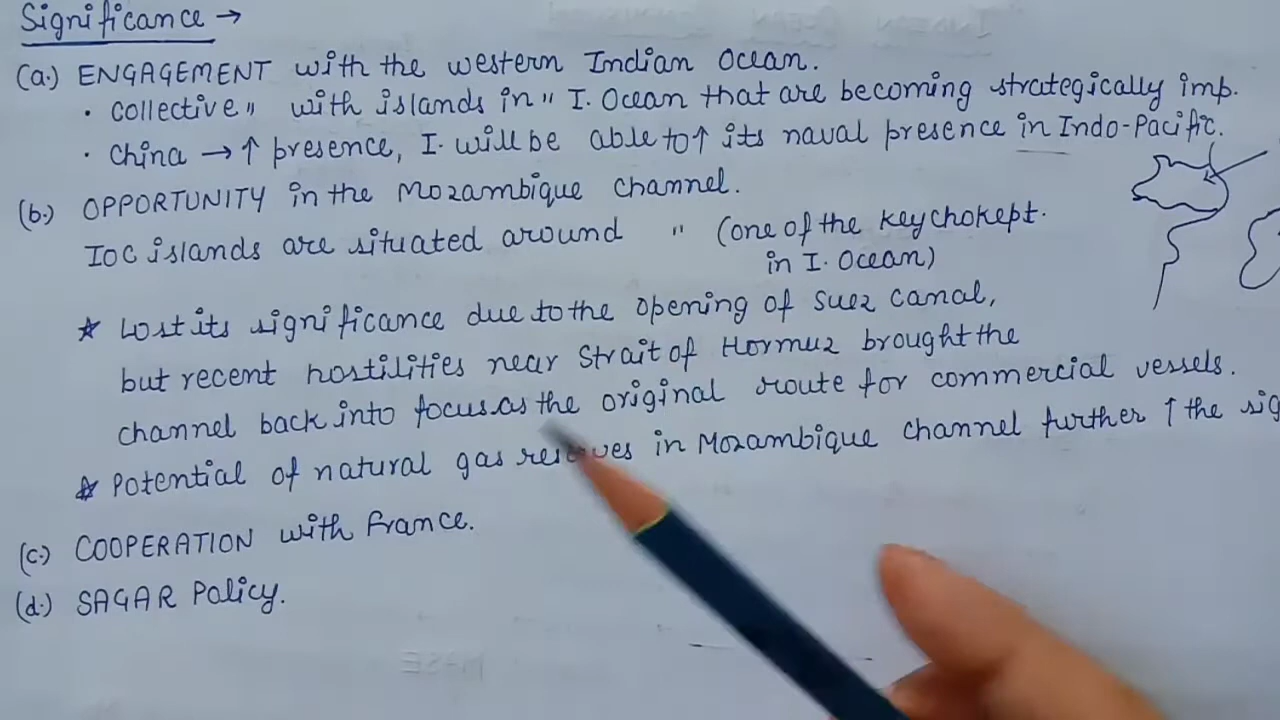 Significance →
(a.) ENGAGEMENT with the western Indian Ocean.
· collective " with islands in " I. Ocean that are becoming strategically imp.
· China → ↑ presence, I. will be able to ↑ its naval presence in Indo-Pacific.
(b.) OPPORTUNITY in the Mozambique Channel.
IOC islands are situated around " (one of the key chokept.
in I. Ocean)
☆ Lost its significance due to the opening of Suez Canal,
but recent hostilities near Strait of Hormuz brought the
channel back into focus as the original route for commercial vessels.
☆ Potential of natural gas reserves in Mozambique Channel further ↑ the sig
(c.) COOPERATION with France.
(d.) SAGAR Policy.